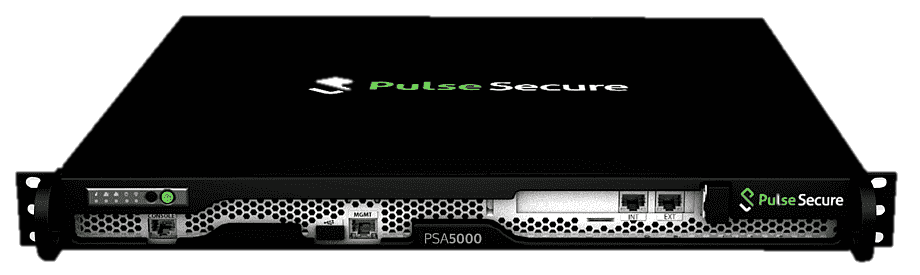 Pulse Secure
CONSOLE
MGMT
INT
EXT
Pulse Secure
PSA5000